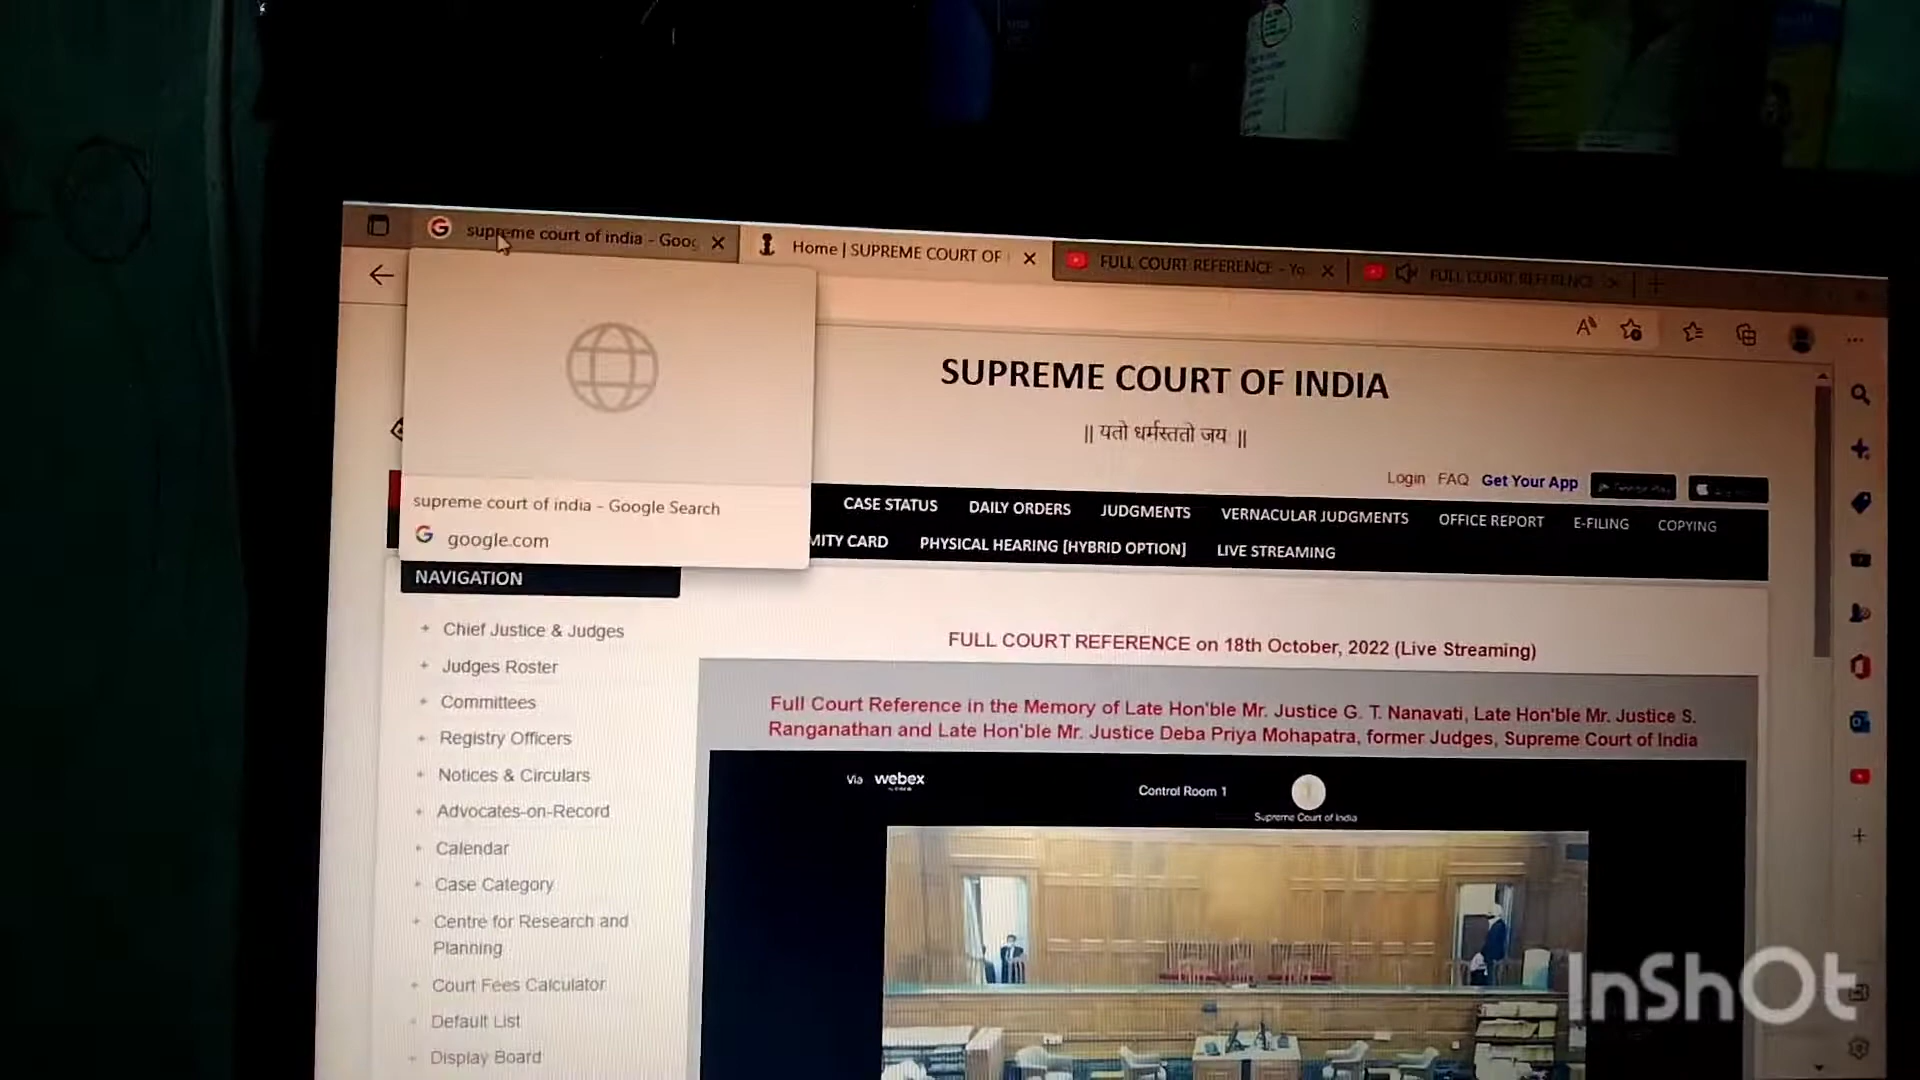 supreme court of india - Goog
Home | SUPREME COURT OF
FULL COURT REFERENCE - Yo
FULL COURT REFERENCE
supreme court of india - Google Search
google.com
SUPREME COURT OF INDIA
|| यतो धर्मस्ततो जय ||
Login FAQ Get Your App
CASE STATUS DAILY ORDERS JUDGMENTS VERNACULAR JUDGMENTS OFFICE REPORT E-FILING COPYING
MITY CARD PHYSICAL HEARING [HYBRID OPTION] LIVE STREAMING
NAVIGATION
Chief Justice & Judges
Judges Roster
Committees
Registry Officers
Notices & Circulars
Advocates-on-Record
Calendar
Case Category
Centre for Research and
Planning
Court Fees Calculator
Default List
Display Board
FULL COURT REFERENCE on 18th October, 2022 (Live Streaming)
Full Court Reference in the Memory of Late Hon'ble Mr. Justice G. T. Nanavati, Late Hon'ble Mr. Justice S.
Ranganathan and Late Hon'ble Mr. Justice Deba Priya Mohapatra, former Judges, Supreme Court of India
Via webex
Control Room 1
Supreme Court of India
InShOt